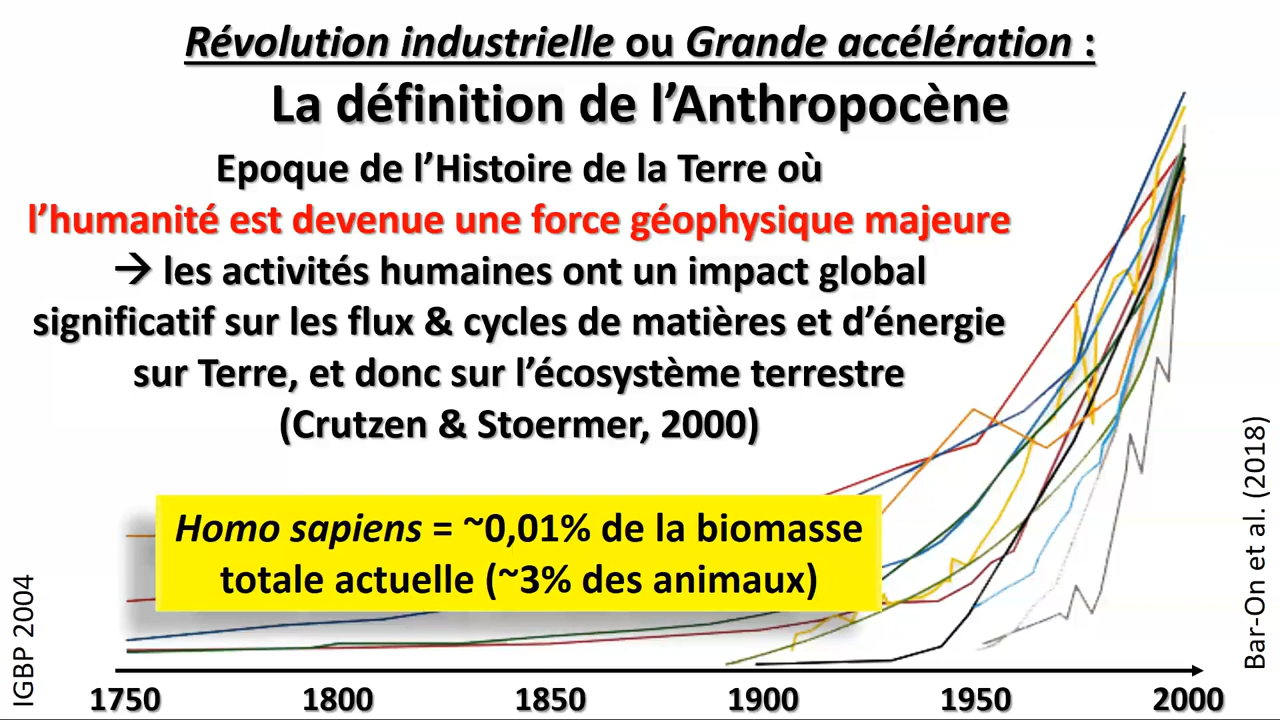 Révolution industrielle ou Grande accélération :
La définition de l’Anthropocène
Epoque de l’Histoire de la Terre où
l’humanité est devenue une force géophysique majeure
→ les activités humaines ont un impact global
significatif sur les flux & cycles de matières et d’énergie
sur Terre, et donc sur l’écosystème terrestre
(Crutzen & Stoermer, 2000)
Homo sapiens = ~0,01% de la biomasse
totale actuelle (~3% des animaux)
IGBP 2004
Bar-On et al. (2018)
1750 1800 1850 1900 1950 2000